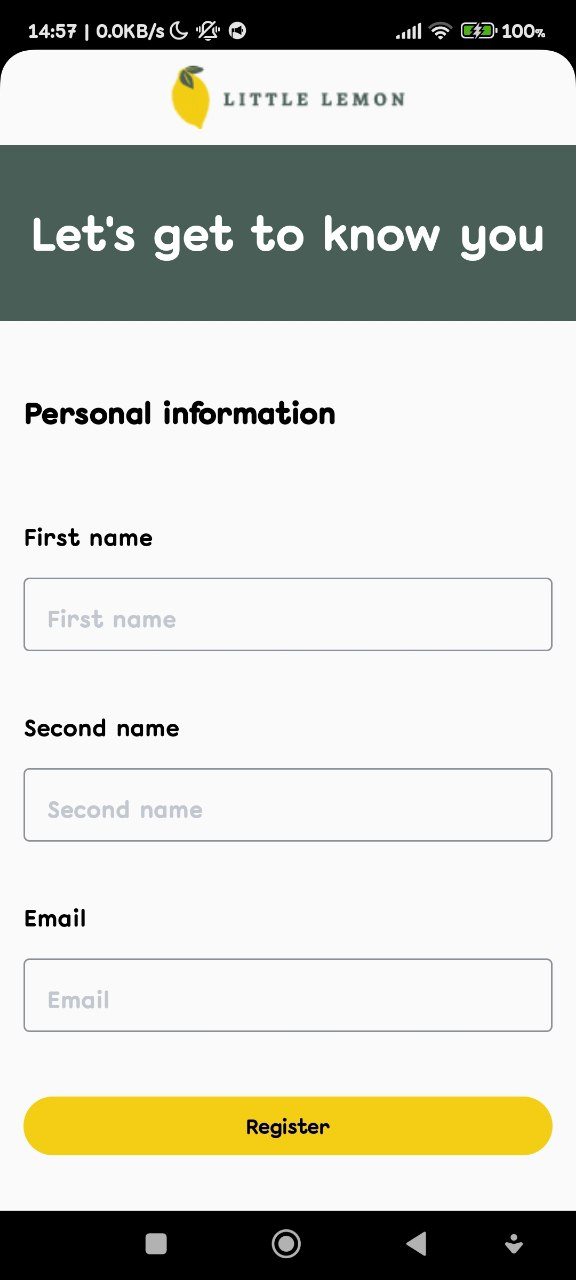 14:57 | 0.0KB/s 100%
LITTLE LEMON
Let's get to know you
Personal information
First name
First name
Second name
Second name
Email
Email
Register